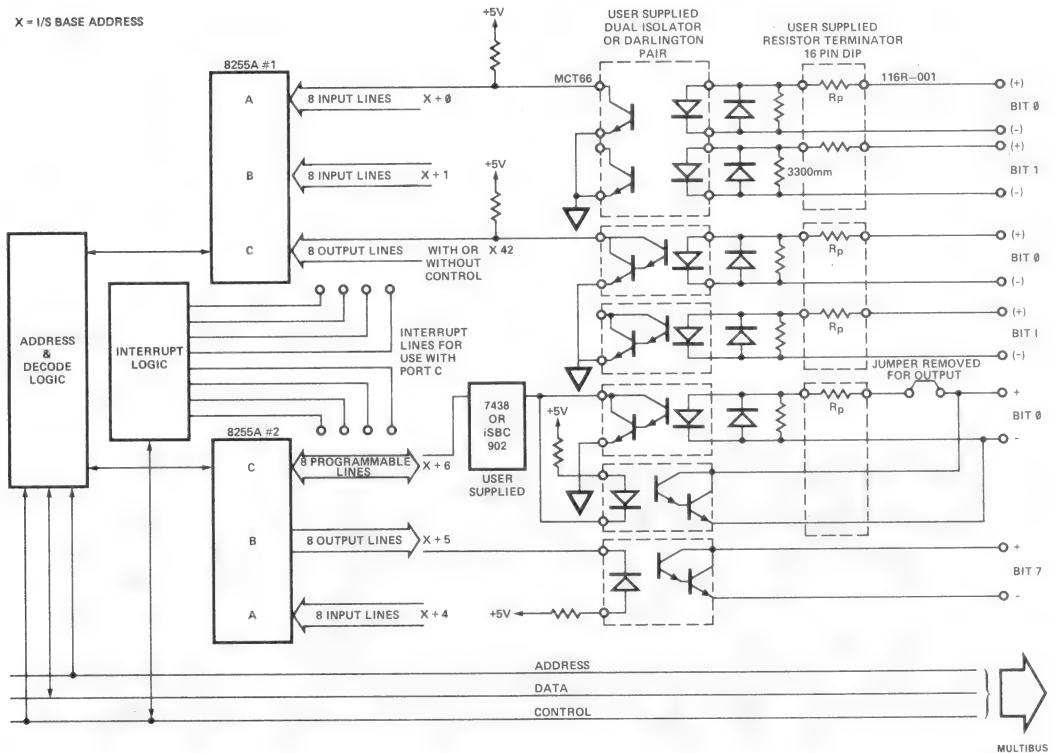 X = I/S BASE ADDRESS
+5V
USER SUPPLIED
DUAL ISOLATOR
OR DARLINGTON
PAIR
USER SUPPLIED
RESISTOR TERMINATOR
16 PIN DIP
8255A #1
MCT66
116R-001
A
8 INPUT LINES
X + 0
Rp
(+)
BIT 0
(-)
+5V
(+)
B
8 INPUT LINES
X + 1
3300mm
BIT 1
(-)
C
8 OUTPUT LINES
WITH OR
WITHOUT
CONTROL
X 42
Rp
(+)
BIT 0
(-)
ADDRESS
&
DECODE
LOGIC
INTERRUPT
LOGIC
INTERRUPT
LINES FOR
USE WITH
PORT C
Rp
(+)
BIT I
(-)
JUMPER REMOVED
FOR OUTPUT
8255A #2
7438
OR
iSBC
902
USER
SUPPLIED
+5V
Rp
+
BIT 0
-
C
8 PROGRAMMABLE
LINES
X + 6
B
8 OUTPUT LINES
X + 5
+
BIT 7
-
A
8 INPUT LINES
X + 4
+5V
ADDRESS
DATA
CONTROL
MULTIBUS